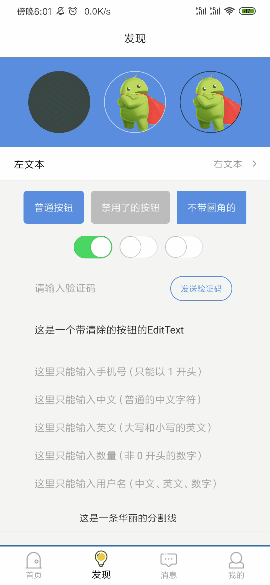 傍晚6:01 0.0K/s
发现
左文本 右文本
普通按钮 禁用了的按钮 不带圆角的
请输入验证码 发送验证码
这是一个带清除的按钮的EditText
这里只能输入手机号 (只能以 1 开头)
这里只能输入中文 (普通的中文字符)
这里只能输入英文 (大写和小写的英文)
这里只能输入数量 (非 0 开头的数字)
这里只能输入用户名 (中文、英文、数字)
这是一条华丽的分割线
首页 发现 消息 我的